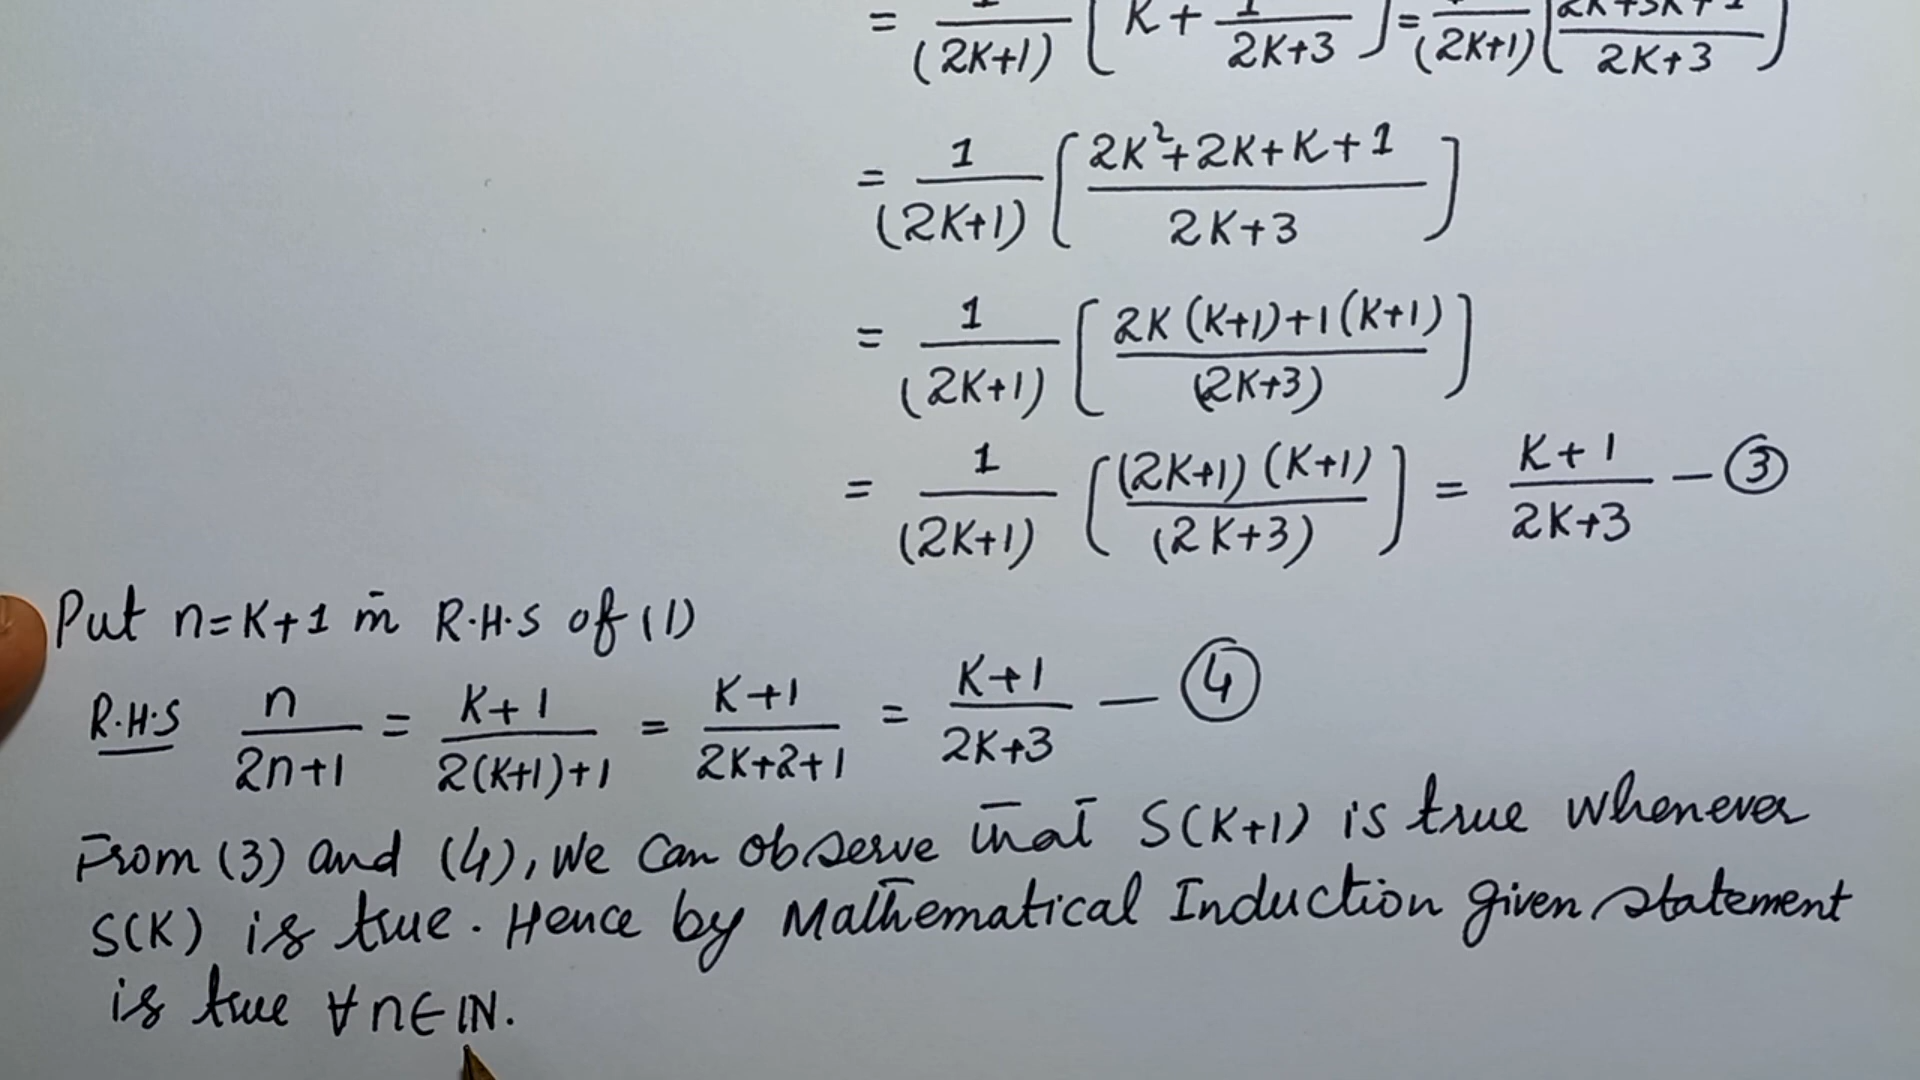 = 1/(2K+1) [ K + 1/2K+3 ] = 1/(2K+1) [ 2K²+3K+1 / 2K+3 ]
= 1/(2K+1) [ 2K²+2K+K+1 / 2K+3 ]
= 1/(2K+1) [ 2K(K+1)+1(K+1) / (2K+3) ]
= 1/(2K+1) [ (2K+1)(K+1) / (2K+3) ] = K+1/2K+3 — ③
Put n=K+1 in R.H.S of (1)
R.H.S n/2n+1 = K+1/2(K+1)+1 = K+1/2K+2+1 = K+1/2K+3 — ④
From (3) and (4), We Can observe that S(K+1) is true whenever
S(K) is true. Hence by Mathematical Induction given statement
is true ∀ n ∈ ℕ.